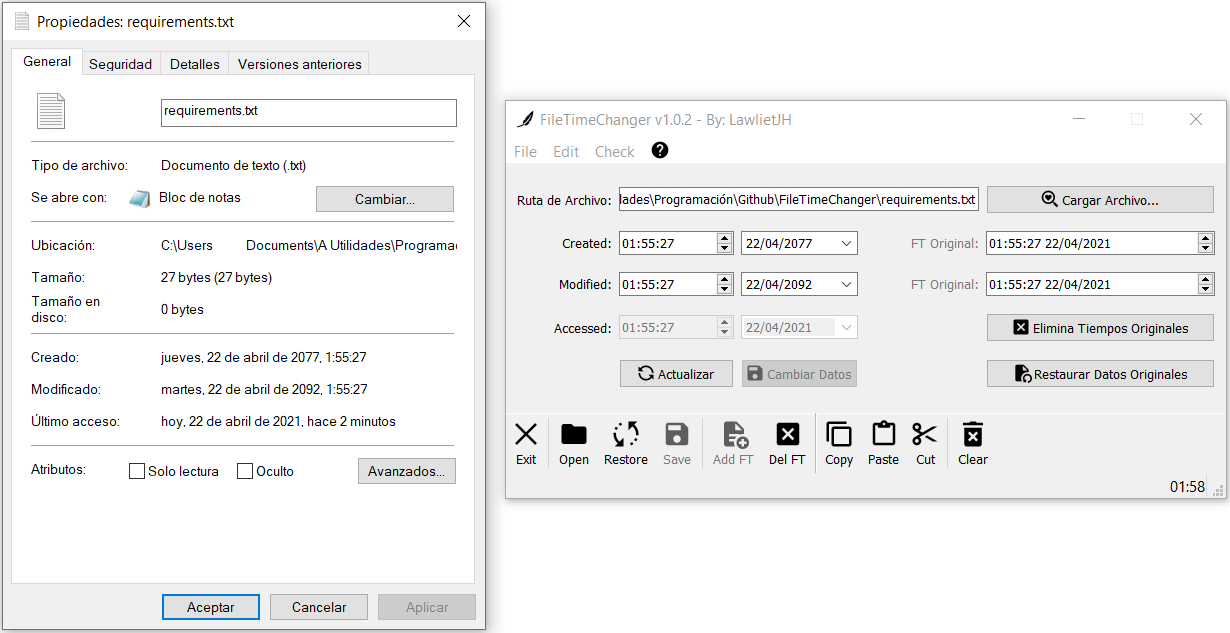 Propiedades: requirements.txt
General
Seguridad
Detalles
Versiones anteriores
requirements.txt
Tipo de archivo: Documento de texto (.txt)
Se abre con: Bloc de notas Cambiar...
Ubicación: C:\Users Documents\A Utilidades\Programac
Tamaño: 27 bytes (27 bytes)
Tamaño en
disco: 0 bytes
Creado: jueves, 22 de abril de 2077, 1:55:27
Modificado: martes, 22 de abril de 2092, 1:55:27
Último acceso: hoy, 22 de abril de 2021, hace 2 minutos
Atributos: Solo lectura Oculto Avanzados...
Aceptar Cancelar Aplicar
FileTimeChanger v1.0.2 - By: LawlietJH
File Edit Check ?
Ruta de Archivo: lades\Programación\Github\FileTimeChanger\requirements.txt Cargar Archivo...
Created: 01:55:27 22/04/2077 FT Original: 01:55:27 22/04/2021
Modified: 01:55:27 22/04/2092 FT Original: 01:55:27 22/04/2021
Accessed: 01:55:27 22/04/2021 Elimina Tiempos Originales
Actualizar Cambiar Datos Restaurar Datos Originales
Exit Open Restore Save Add FT Del FT Copy Paste Cut Clear
01:58